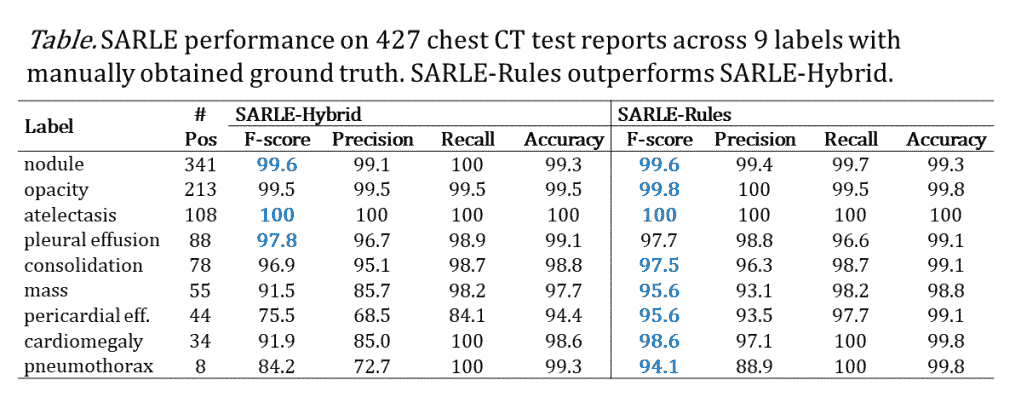 Table. SARLE performance on 427 chest CT test reports across 9 labels with
manually obtained ground truth. SARLE-Rules outperforms SARLE-Hybrid.
Label # Pos SARLE-Hybrid SARLE-Rules
F-score Precision Recall Accuracy F-score Precision Recall Accuracy
nodule 341 99.6 99.1 100 99.3 99.6 99.4 99.7 99.3
opacity 213 99.5 99.5 99.5 99.5 99.8 100 99.5 99.8
atelectasis 108 100 100 100 100 100 100 100 100
pleural effusion 88 97.8 96.7 98.9 99.1 97.7 98.8 96.6 99.1
consolidation 78 96.9 95.1 98.7 98.8 97.5 96.3 98.7 99.1
mass 55 91.5 85.7 98.2 97.7 95.6 93.1 98.2 98.8
pericardial eff. 44 75.5 68.5 84.1 94.4 95.6 93.5 97.7 99.1
cardiomegaly 34 91.9 85.0 100 98.6 98.6 97.1 100 99.8
pneumothorax 8 84.2 72.7 100 99.3 94.1 88.9 100 99.8